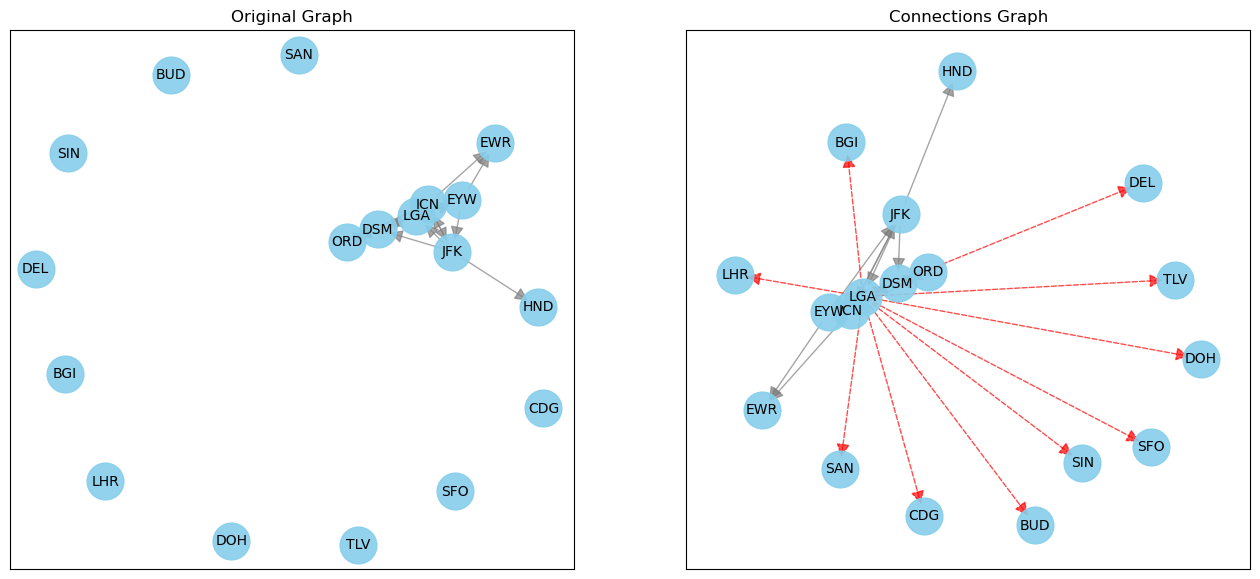 Original Graph
SAN
BUD
EWR
SIN
EYW
ICN
LGA
DSM
ORD
JFK
DEL
HND
BGI
CDG
LHR
SFO
DOH
TLV
Connections Graph
HND
BGI
DEL
JFK
ORD
LHR
TLV
DSM
LGA
EYW
ICN
DOH
EWR
SFO
SIN
SAN
CDG
BUD